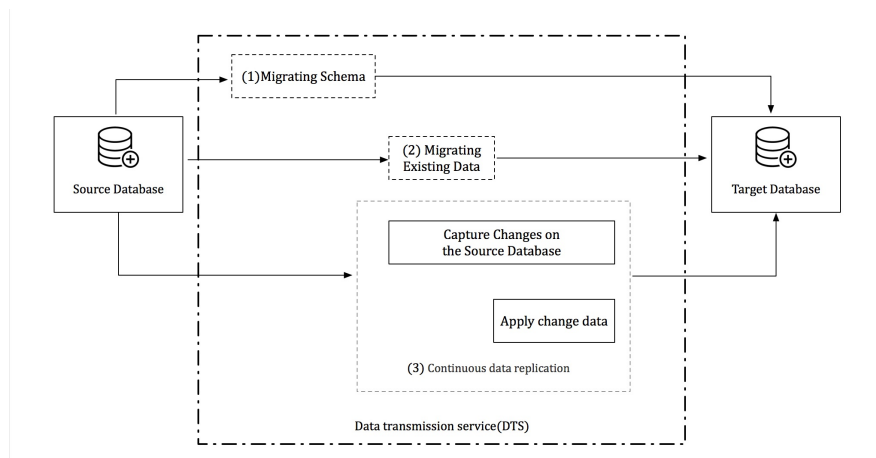 (1)Migrating Schema
(2) Migrating
Existing Data
Source Database
Target Database
Capture Changes on
the Source Database
Apply change data
(3) Continuous data replication
Data transmission service(DTS)